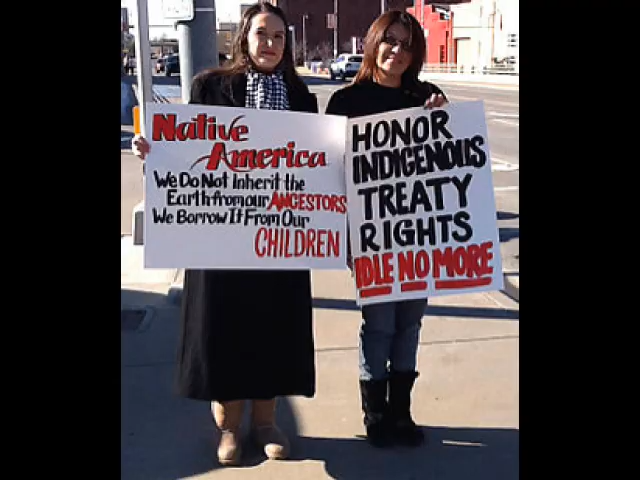 Native
America
We Do Not Inherit the
Earth from our ANCESTORS
We Borrow It From Our
CHILDREN
HONOR
INDIGENOUS
TREATY
RIGHTS
IDLE NO MORE